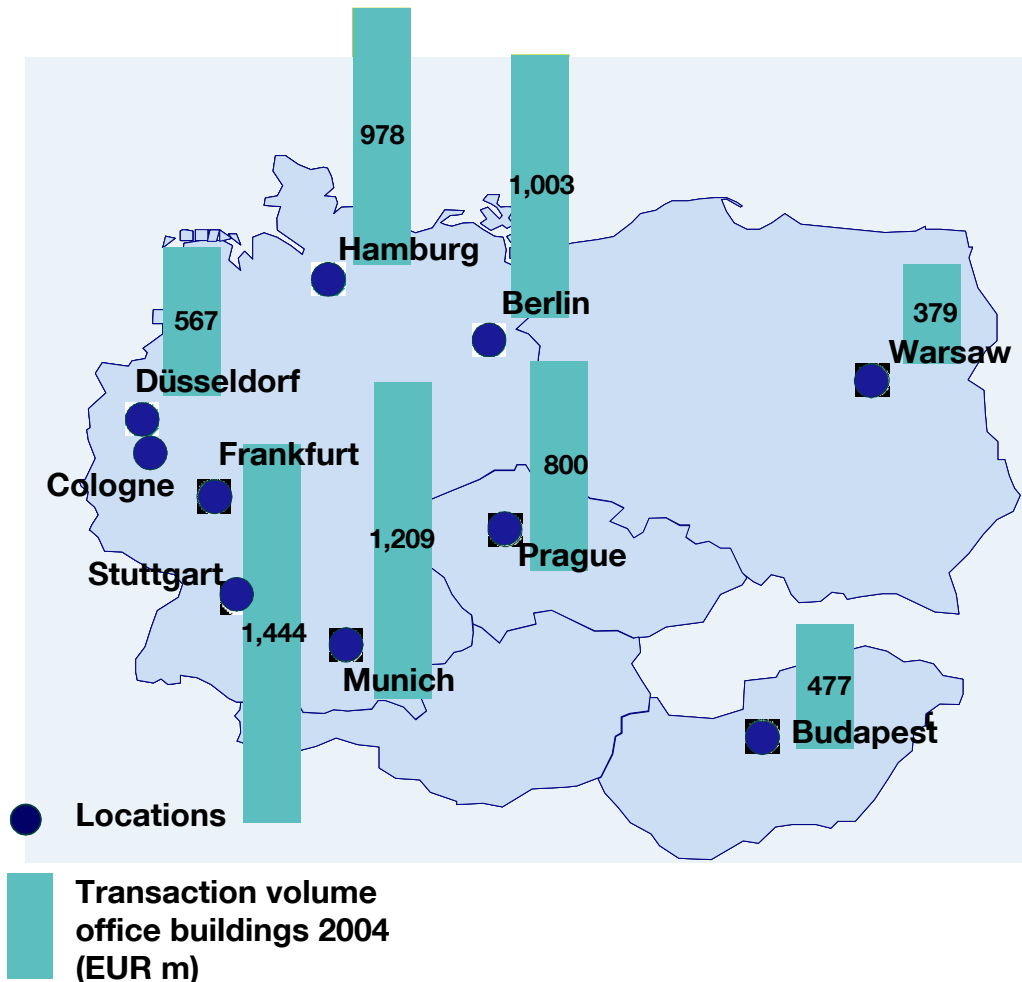 978
1,003
Hamburg
Berlin
567
379
Warsaw
Düsseldorf
Frankfurt
800
Cologne
1,209
Prague
Stuttgart
1,444
Munich
477
Budapest
Locations
Transaction volume
office buildings 2004
(EUR m)